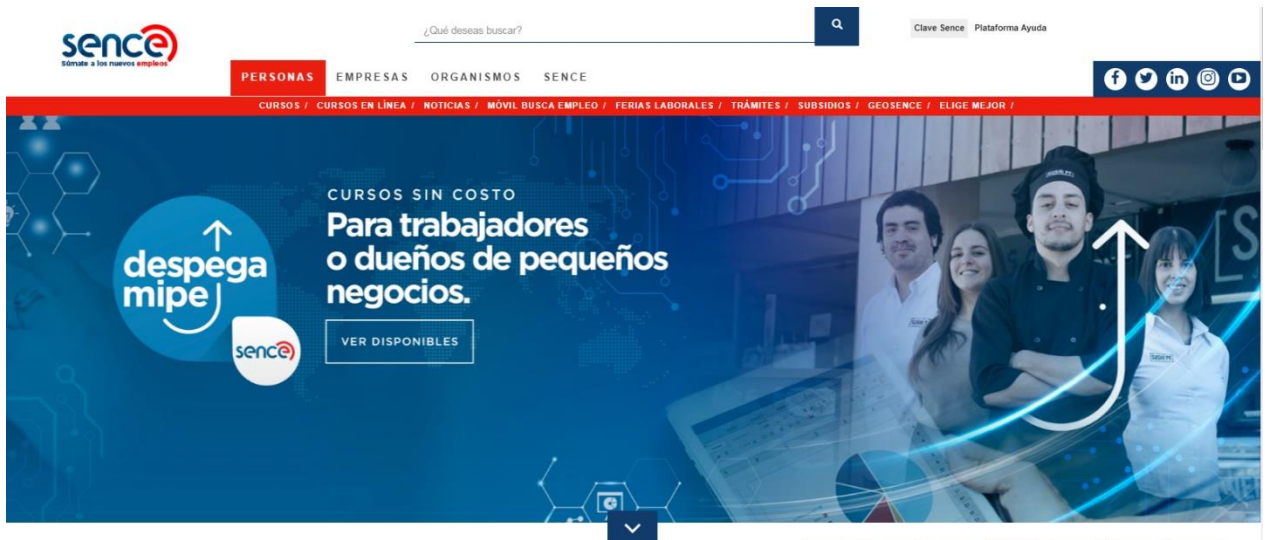 sence
Súmate a los nuevos empleos
¿Qué deseas buscar?
Clave Sence Plataforma Ayuda
PERSONAS EMPRESAS ORGANISMOS SENCE
CURSOS / CURSOS EN LÍNEA / NOTICIAS / MÓVIL BUSCA EMPLEO / FERIAS LABORALES / TRÁMITES / SUBSIDIOS / GEOSENCE / ELIGE MEJOR /
CURSOS SIN COSTO
Para trabajadores
o dueños de pequeños
negocios.
VER DISPONIBLES
despega
mipe
sence